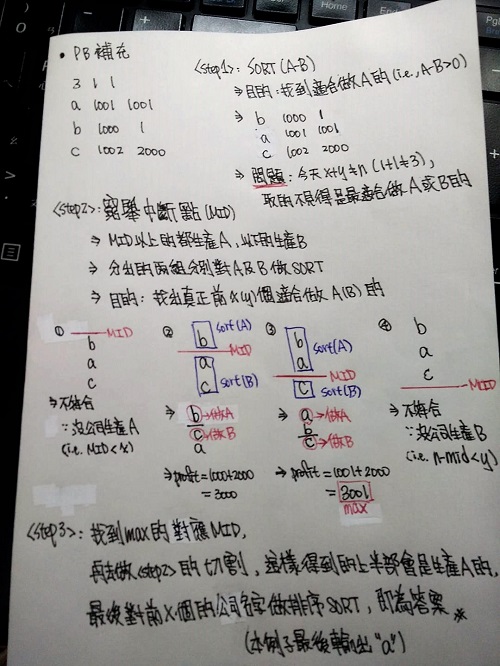 • PB補充
3 1 1
a 1001 1001
b 1000 1
c 1002 2000
<step1>: SORT(A-B)
⇒ 目的:找到適合做A的(i.e., A-B>0)
⇒ b 1000 1
a 1001 1001
c 1002 2000
⇒ 問題:今天x+y≠n (1+1≠3),
取的不見得是最適合做A或B的
<step2>: 窮舉中斷點(MID)
⇒ MID以上的都生產A,以下的生產B
⇒ 分出的兩組分別對A及B做SORT
⇒ 目的:找出真正前x(y)個適合做A(B)的
① MID
b
a
c
⇒ 不符合
∵沒公司生產A
(i.e. MID<x)
② b sort(A)
MID
a
c sort(B)
⇒ b→做A
c→做B
a
⇒ profit=1000+2000
=3000
③ b
a sort(A)
MID
c sort(B)
⇒ a→做A
b
c→做B
⇒ profit=1001+2000
=3001
max
④ b
a
c
MID
⇒ 不符合
∵沒公司生產B
(i.e. n-mid<y)
<step3>: 找到max的對應MID,
再去做<step2>的切割,這樣得到的上半部會是生產A的,
最後對前X個的公司名字做排序SORT,即為答案※
(本例子最後輸出"a")